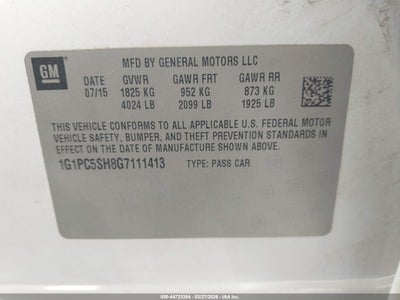 GM
MFD BY GENERAL MOTORS LLC
DATE GVWR GAWR FRT GAWR RR
07/15 1825 KG 952 KG 873 KG
4024 LB 2099 LB 1925 LB
THIS VEHICLE CONFORMS TO ALL APPLICABLE U.S. FEDERAL MOTOR
VEHICLE SAFETY, BUMPER, AND THEFT PREVENTION STANDARDS IN
EFFECT ON THE DATE OF MANUFACTURE SHOWN ABOVE.
1G1PC5SH8G7111413 TYPE: PASS CAR